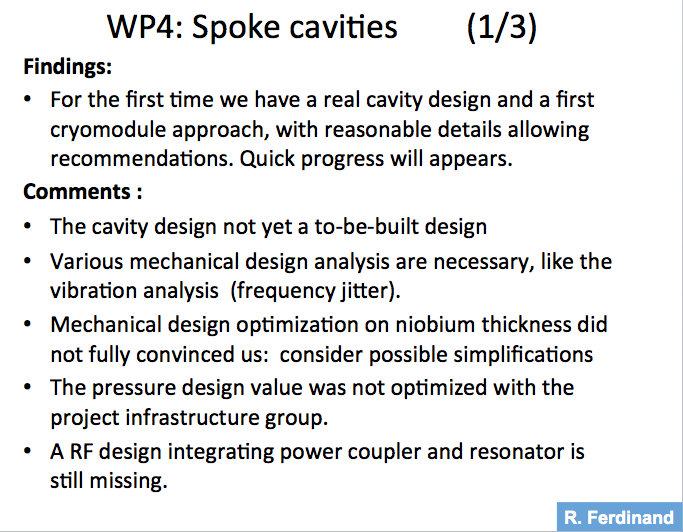 WP4: Spoke cavities (1/3)
Findings:
• For the first time we have a real cavity design and a first
cryomodule approach, with reasonable details allowing
recommendations. Quick progress will appears.
Comments :
• The cavity design not yet a to-be-built design
• Various mechanical design analysis are necessary, like the
vibration analysis (frequency jitter).
• Mechanical design optimization on niobium thickness did
not fully convinced us: consider possible simplifications
• The pressure design value was not optimized with the
project infrastructure group.
• A RF design integrating power coupler and resonator is
still missing.
R. Ferdinand